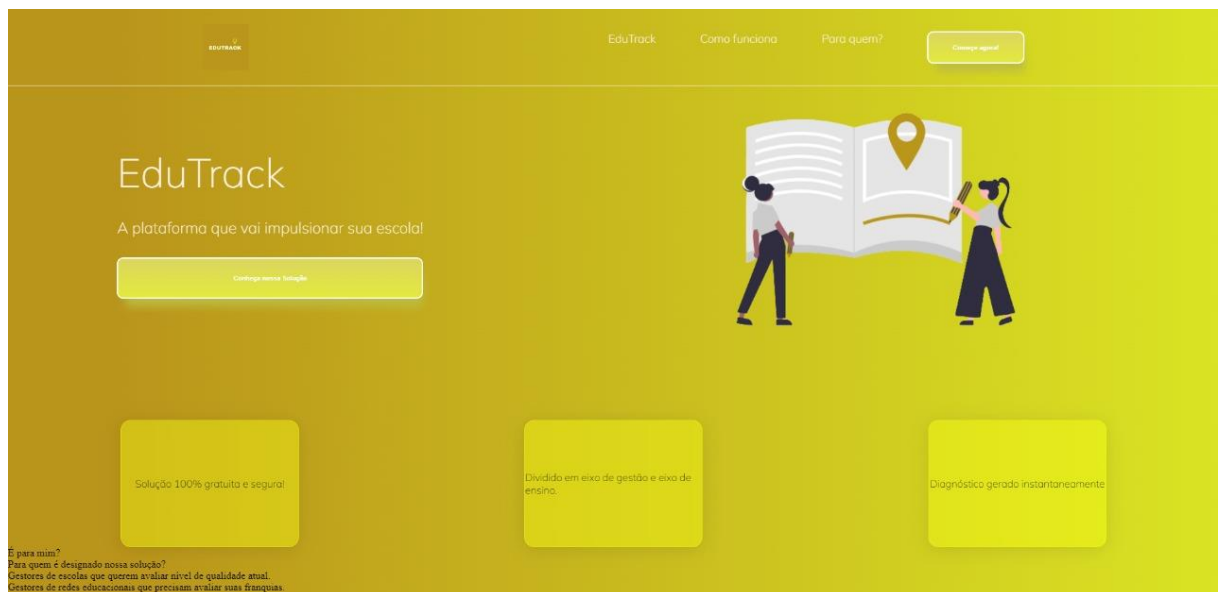 EDUTRACK
EduTrack
Como funciona
Para quem?
Começe agora!
EduTrack
A plataforma que vai impulsionar sua escola!
Conheça nossa Solução
Solução 100% gratuita e segura!
Dividido em eixo de gestão e eixo de
ensino.
Diagnóstico gerado instantaneamente
É para mim?
Para quem é designado nossa solução?
Gestores de escolas que querem avaliar nível de qualidade atual.
Gestores de redes educacionais que precisam avaliar suas franquias.